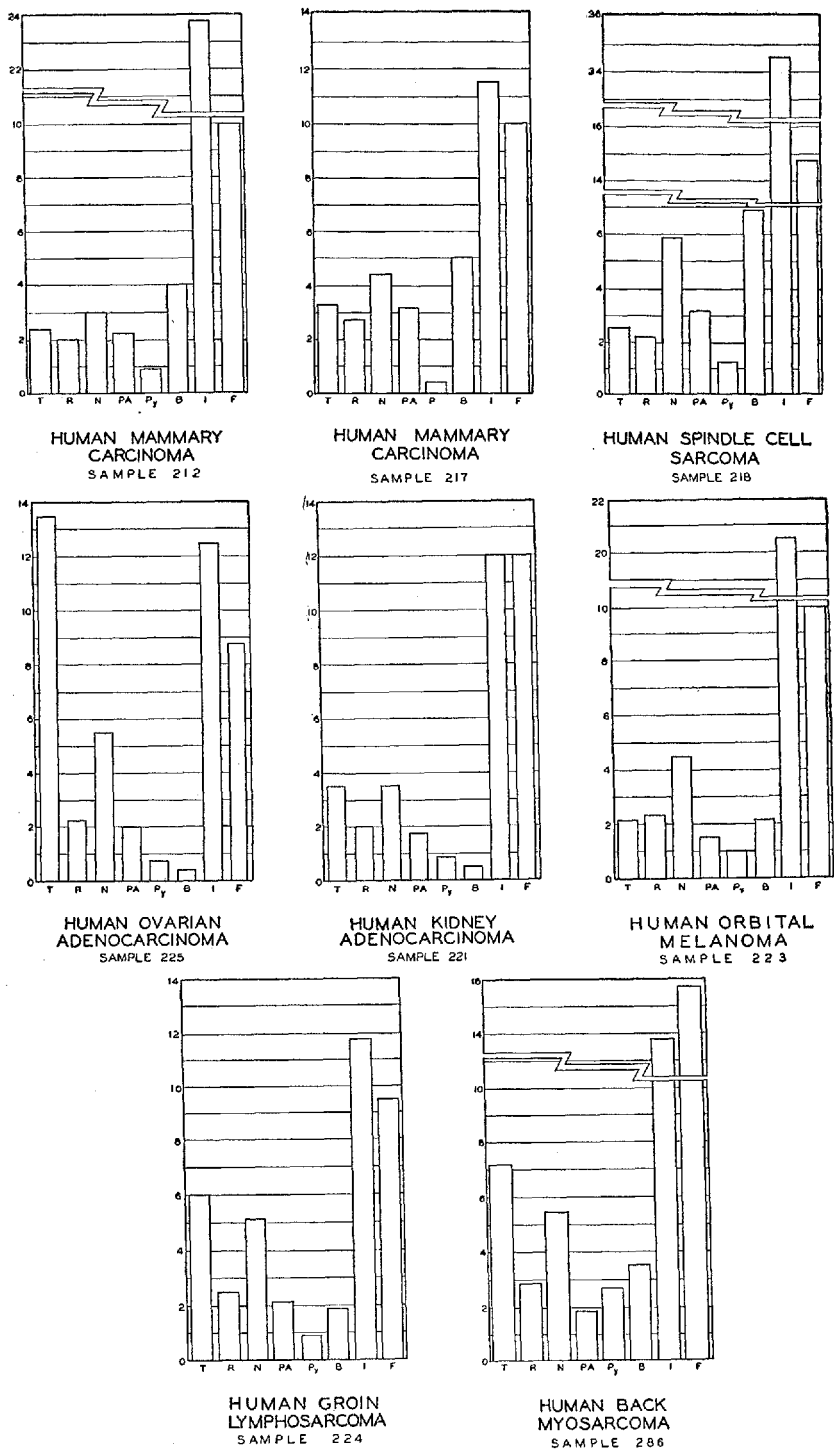 24
22
10
8
6
4
2
0
T R N PA Py B I F
HUMAN MAMMARY
CARCINOMA
SAMPLE 212
14
12
10
8
6
4
2
0
T R N PA P B I F
HUMAN MAMMARY
CARCINOMA
SAMPLE 217
36
34
16
14
6
4
2
0
T R N PA Py B I F
HUMAN SPINDLE CELL
SARCOMA
SAMPLE 218
14
12
10
8
6
4
2
0
T R N PA Py B I F
HUMAN OVARIAN
ADENOCARCINOMA
SAMPLE 225
14
12
10
8
6
4
2
0
T R N PA Py B I F
HUMAN KIDNEY
ADENOCARCINOMA
SAMPLE 221
22
20
10
8
6
4
2
0
T R N PA Py B I F
HUMAN ORBITAL
MELANOMA
SAMPLE 223
14
12
10
8
6
4
2
0
T R N PA Py B I F
HUMAN GROIN
LYMPHOSARCOMA
SAMPLE 224
16
14
10
8
6
4
2
0
T R N PA Py B I F
HUMAN BACK
MYOSARCOMA
SAMPLE 286